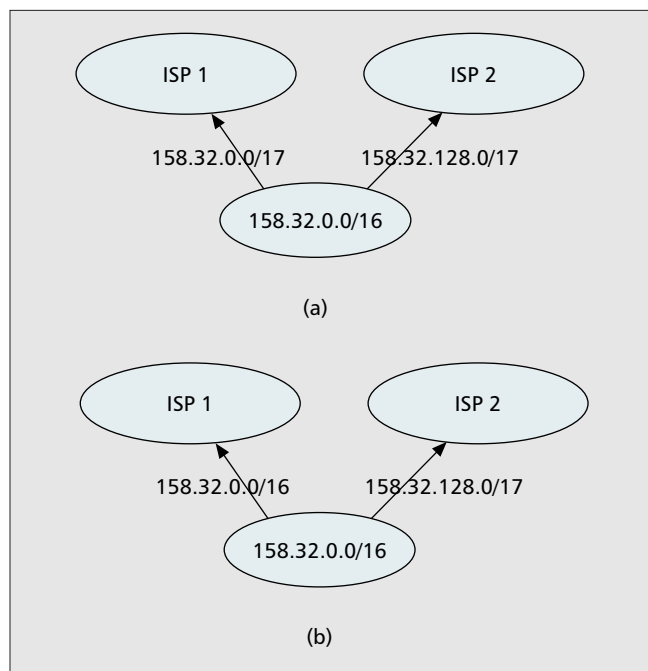 ISP 1
ISP 2
158.32.0.0/17
158.32.128.0/17
158.32.0.0/16
(a)
ISP 1
ISP 2
158.32.0.0/16
158.32.128.0/17
158.32.0.0/16
(b)